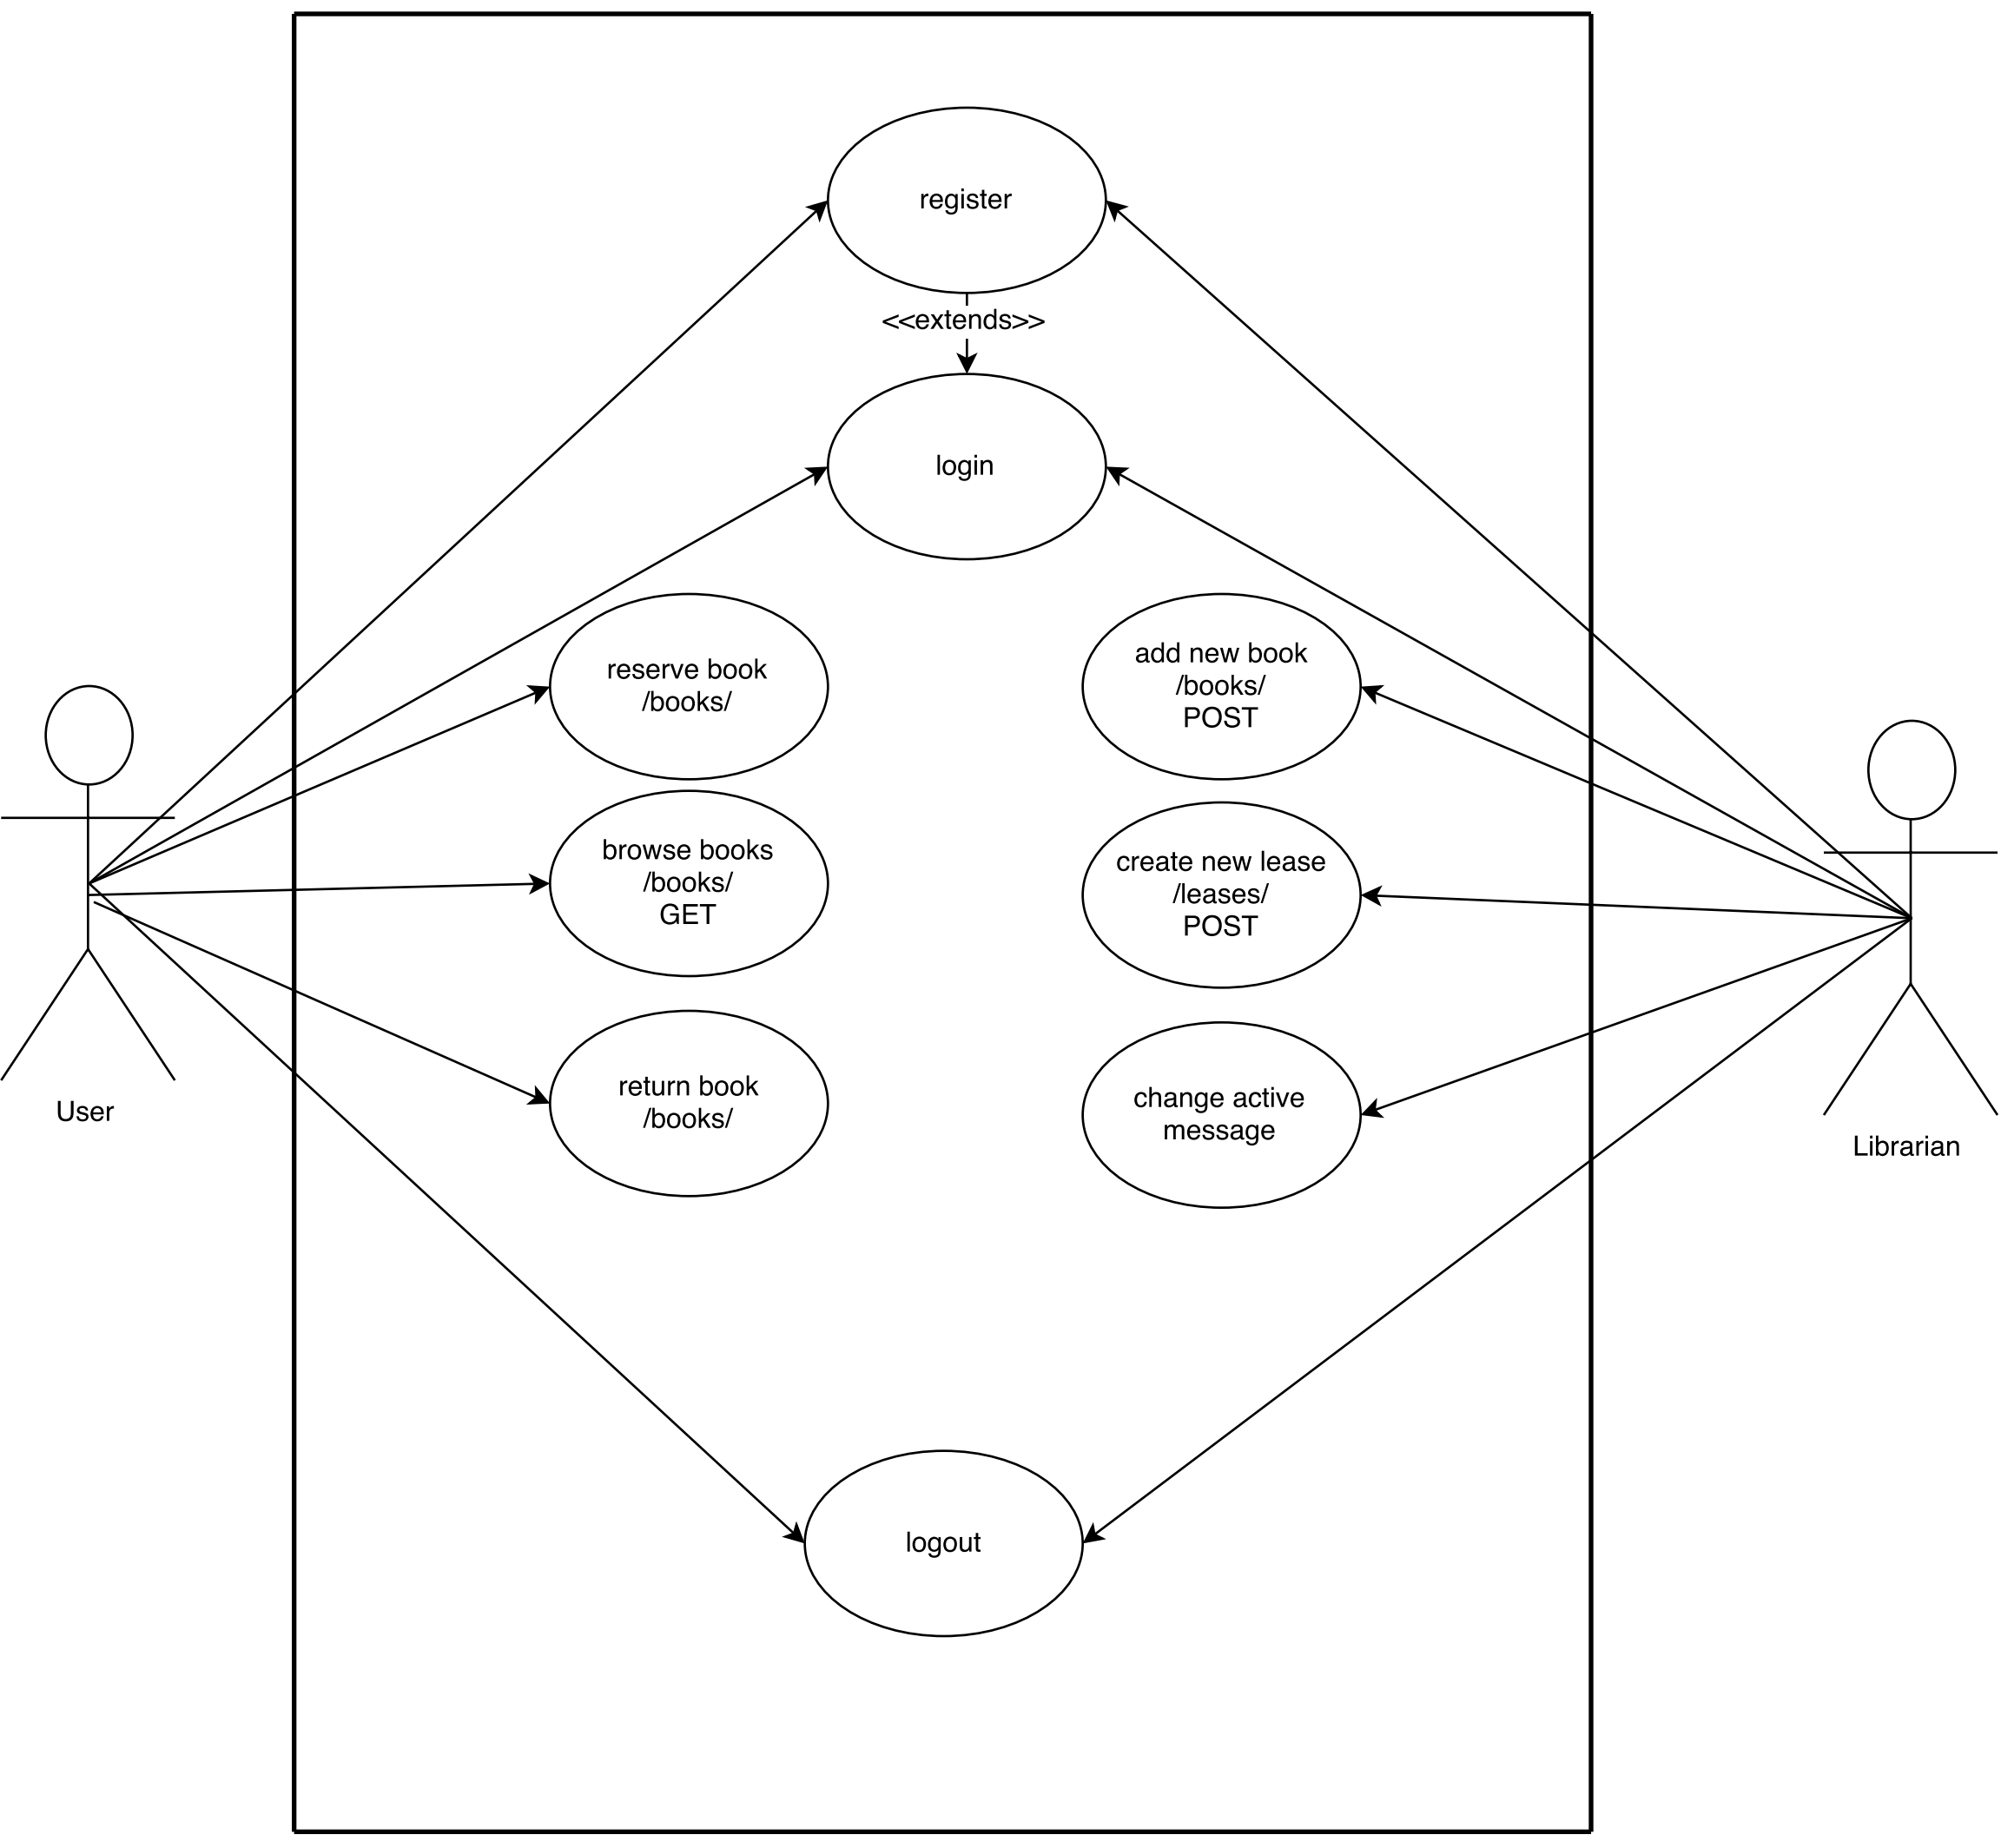 register
<<extends>>
login
reserve book
/books/
add new book
/books/
POST
browse books
/books/
GET
create new lease
/leases/
POST
return book
/books/
change active
message
User
Librarian
logout